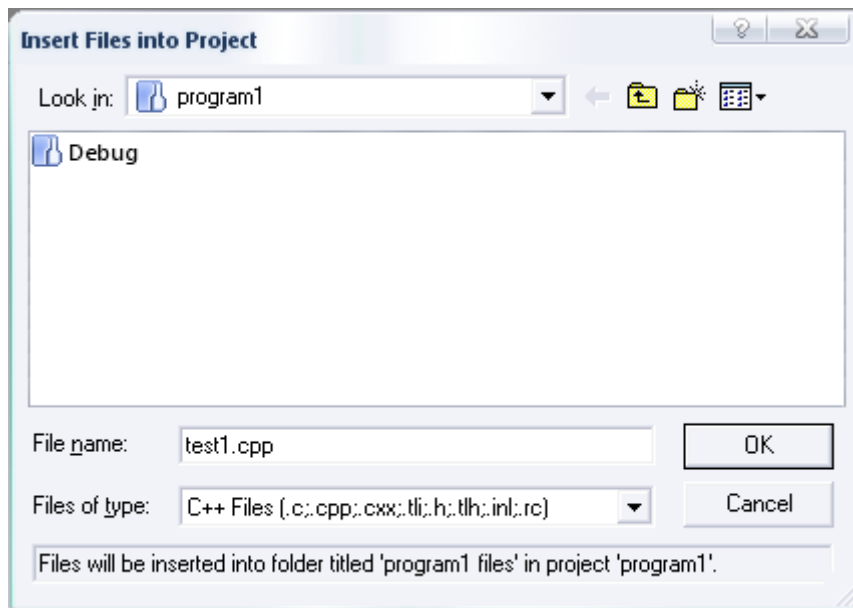 Insert Files into Project
Look in: program1
Debug
File name: test1.cpp
OK
Files of type: C++ Files (.c;.cpp;.cxx;.tli;.h;.tlh;.inl;.rc)
Cancel
Files will be inserted into folder titled 'program1 files' in project 'program1'.